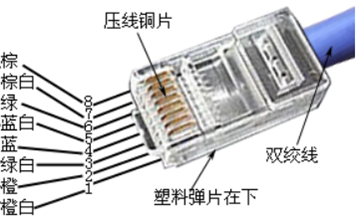 压线铜片
棕 8
棕白 7
绿 6
蓝白 5
蓝 4
绿白 3
橙 2
橙白 1
双绞线
塑料弹片在下